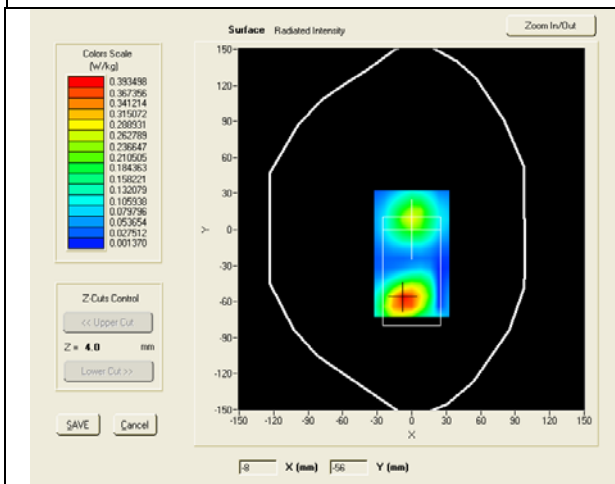 Surface Radiated Intensity
Zoom In/Out
Colors Scale
(W/kg)
0.393498
0.367356
0.341214
0.315072
0.288931
0.262789
0.236647
0.210505
0.184363
0.158221
0.132079
0.105938
0.079796
0.053654
0.027512
0.001370
Z-Cuts Control
<< Upper Cut
Z = 4.0 mm
Lower Cut >>
SAVE Cancel
150-
120-
90-
60-
30-
0-
-30-
-60-
-90-
-120-
-150-
Y
-150 -120 -90 -60 -30 0 30 60 90 120 150
X
-8 X (mm) -56 Y (mm)